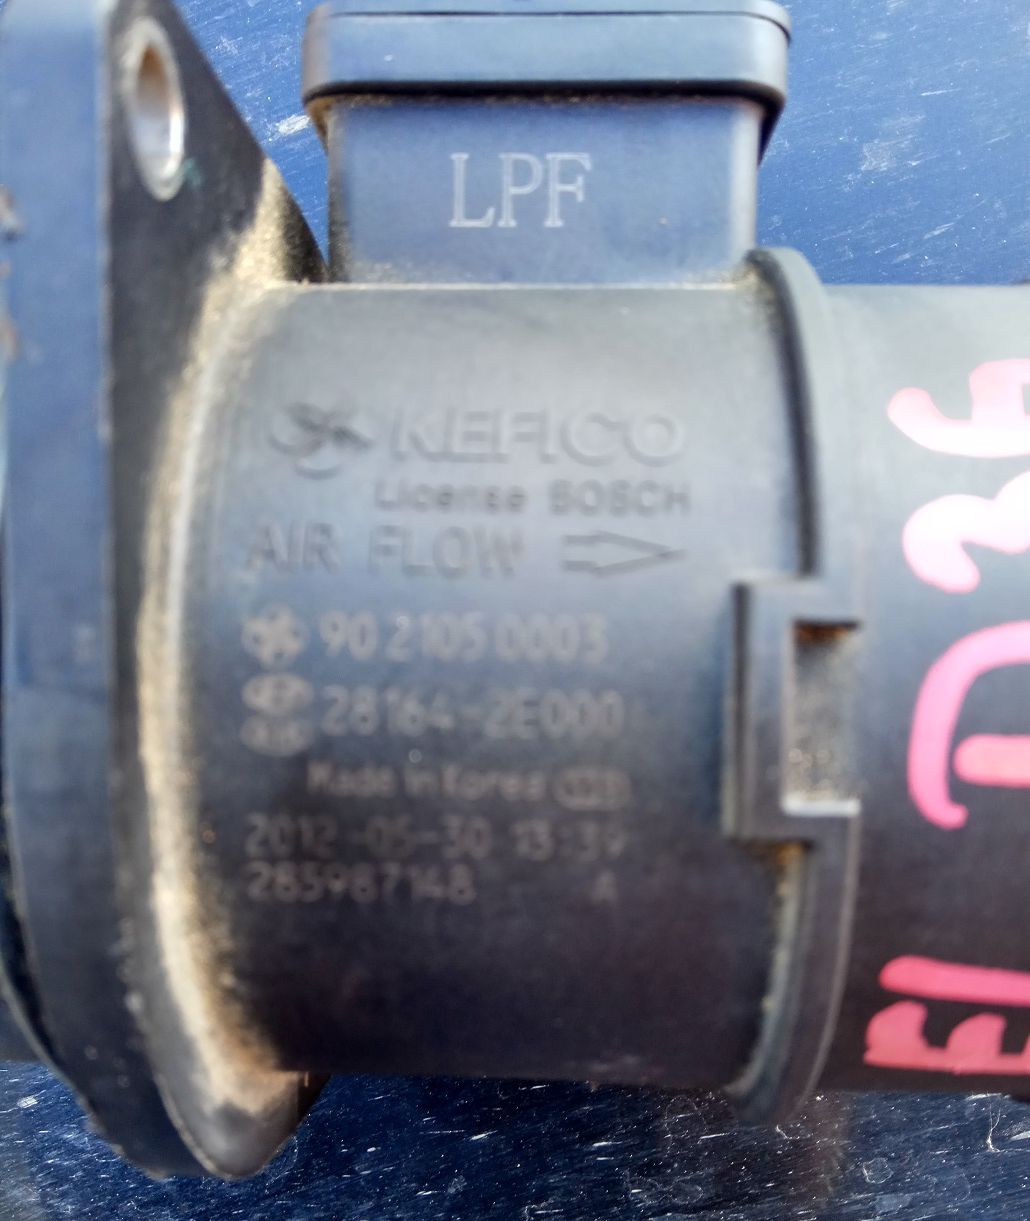 LPF
KEFICO
License BOSCH
AIR FLOW
90 2105 0003
28164-2E000
Made in Korea
2012-05-30 13:39
285987148 A